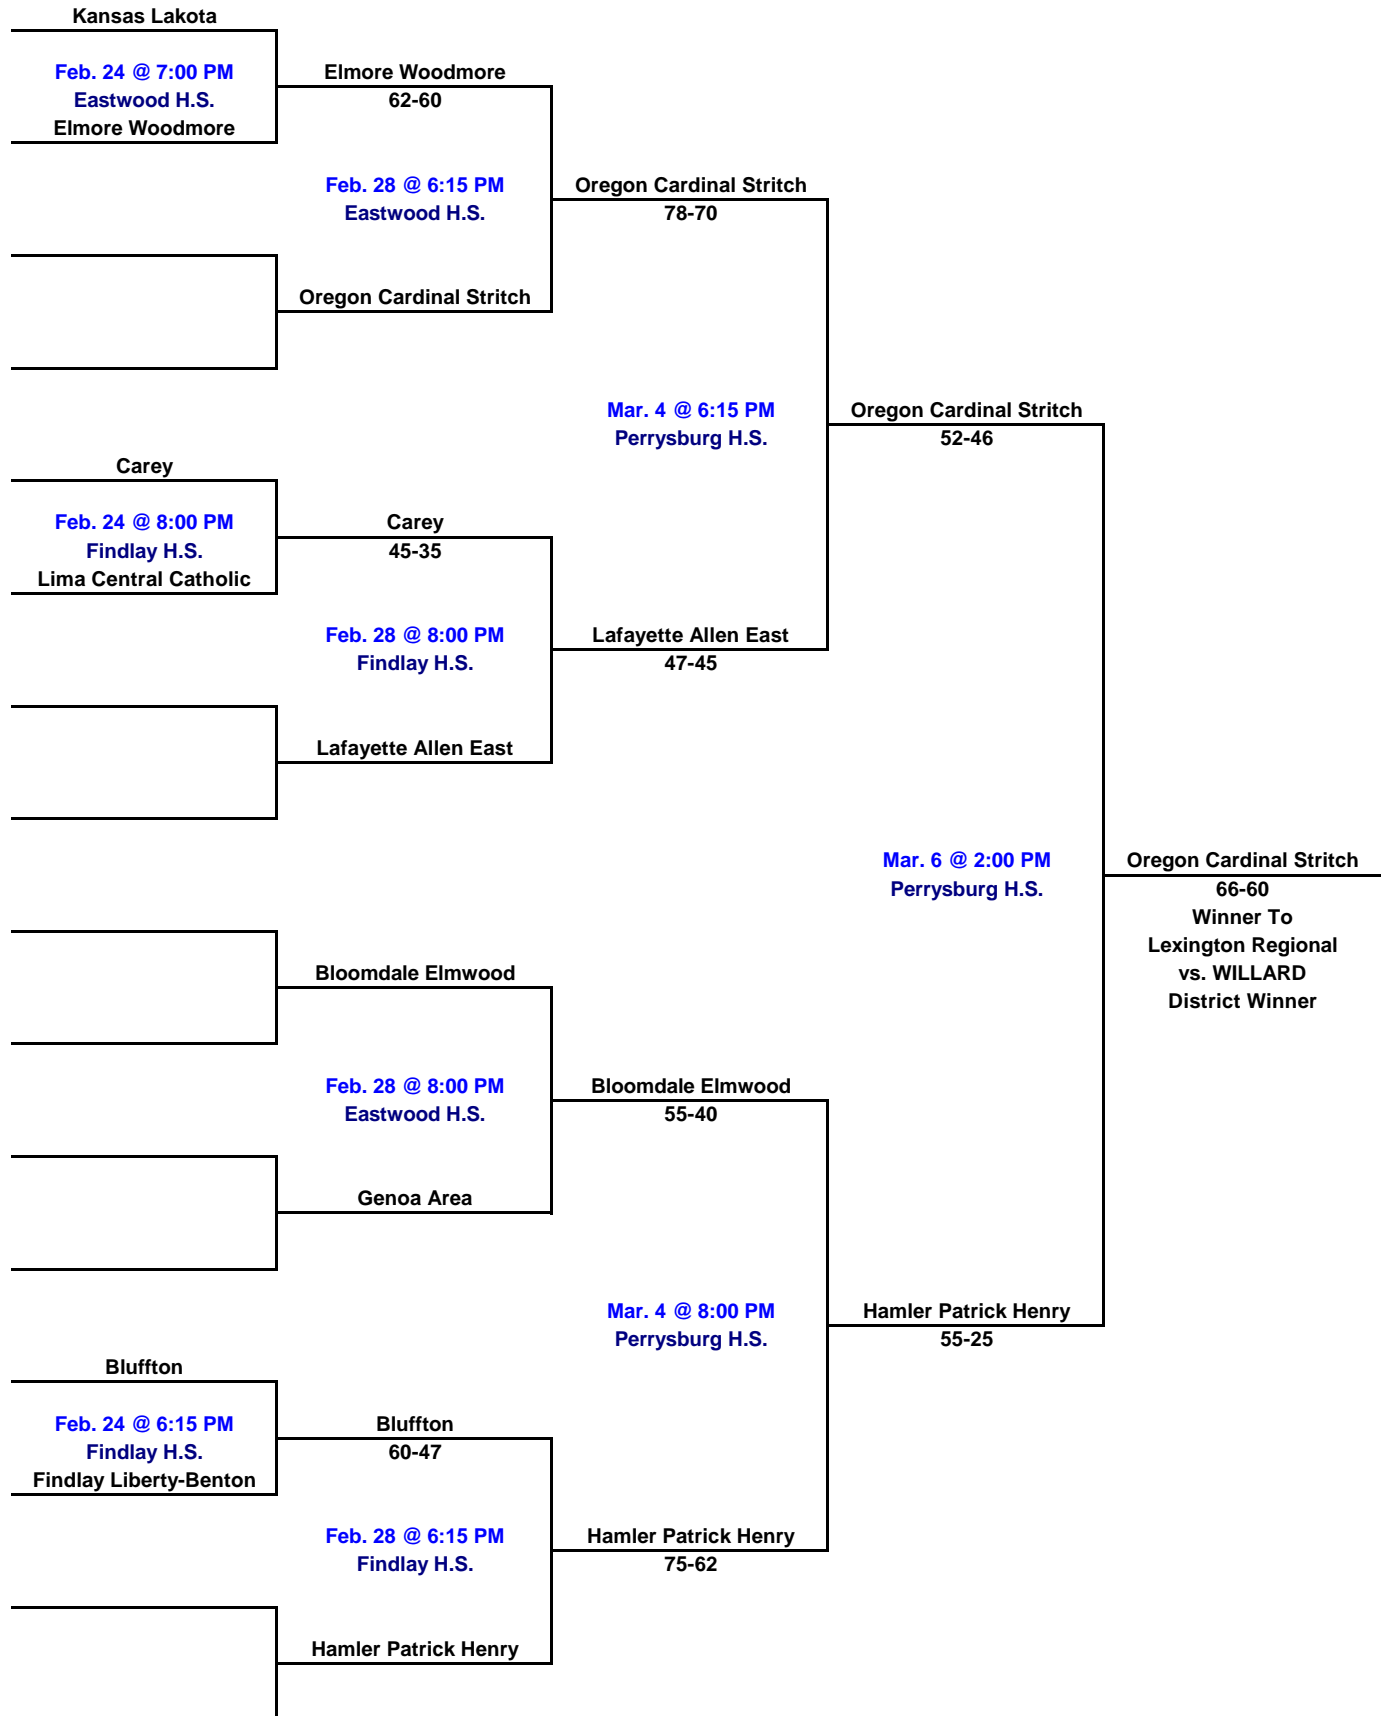 Kansas Lakota
Feb. 24 @ 7:00 PM
Eastwood H.S.
Elmore Woodmore
Elmore Woodmore
62-60
Feb. 28 @ 6:15 PM
Eastwood H.S.
Oregon Cardinal Stritch
Oregon Cardinal Stritch
78-70
Mar. 4 @ 6:15 PM
Perrysburg H.S.
Oregon Cardinal Stritch
52-46
Carey
Feb. 24 @ 8:00 PM
Findlay H.S.
Lima Central Catholic
Carey
45-35
Feb. 28 @ 8:00 PM
Findlay H.S.
Lafayette Allen East
Lafayette Allen East
47-45
Mar. 6 @ 2:00 PM
Perrysburg H.S.
Oregon Cardinal Stritch
66-60
Winner To
Lexington Regional
vs. WILLARD
District Winner
Bloomdale Elmwood
Feb. 28 @ 8:00 PM
Eastwood H.S.
Genoa Area
Bloomdale Elmwood
55-40
Mar. 4 @ 8:00 PM
Perrysburg H.S.
Hamler Patrick Henry
55-25
Bluffton
Feb. 24 @ 6:15 PM
Findlay H.S.
Findlay Liberty-Benton
Bluffton
60-47
Feb. 28 @ 6:15 PM
Findlay H.S.
Hamler Patrick Henry
Hamler Patrick Henry
75-62